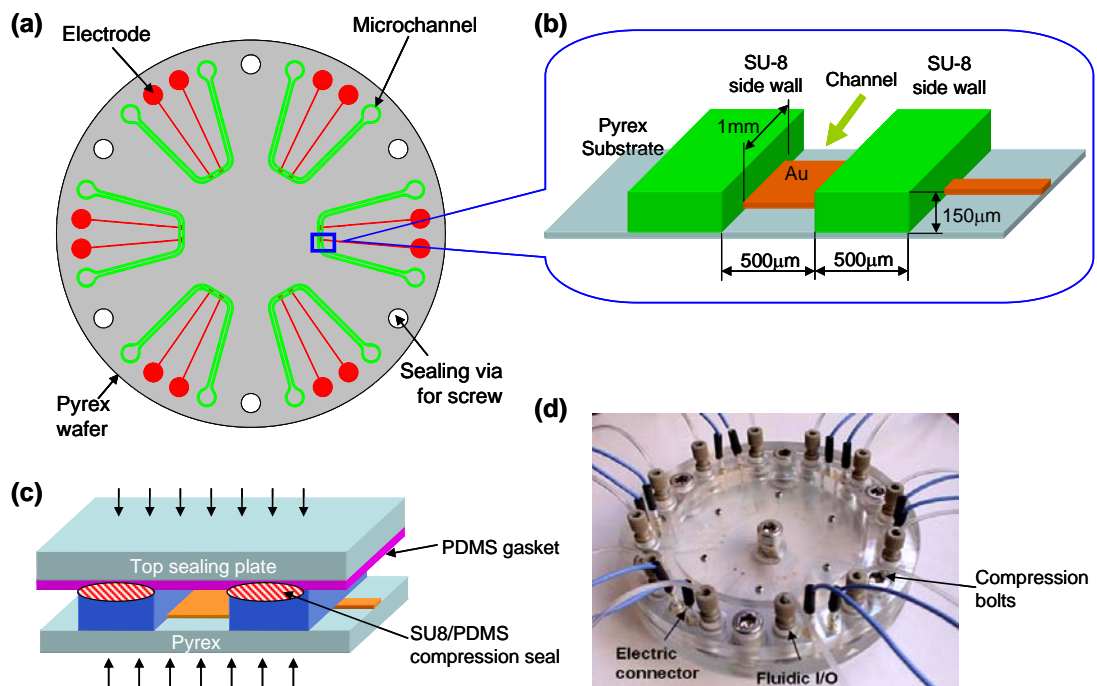 (a)
Electrode
Microchannel
Pyrex
wafer
Sealing via
for screw
(b)
SU-8
side wall
Channel
SU-8
side wall
Pyrex
Substrate
1mm
Au
150μm
500μm
500μm
(c)
Top sealing plate
PDMS gasket
Pyrex
SU8/PDMS
compression seal
(d)
Compression
bolts
Electric
connector
Fluidic I/O